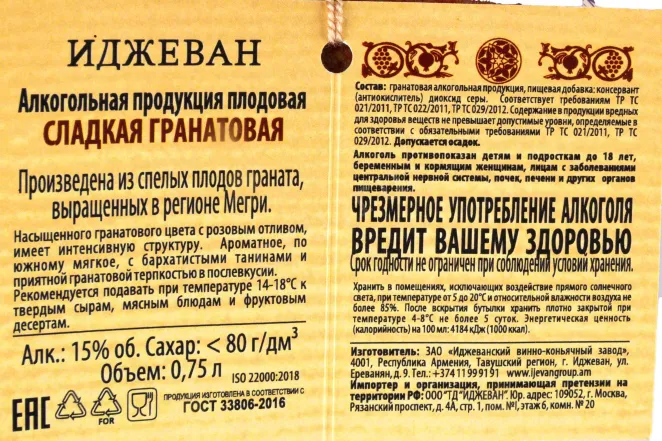 ИДЖЕВАН
Алкогольная продукция плодовая
СЛАДКАЯ ГРАНАТОВАЯ
Произведена из спелых плодов граната,
выращенных в регионе Мегри.
Насыщенного гранатового цвета с розовым отливом,
имеет интенсивную структуру. Ароматное, по
южному мягкое, с бархатистыми танинами и
приятной гранатовой терпкостью в послевкусии.
Рекомендуется подавать при температуре 14-18°С к
твердым сырам, мясным блюдам и фруктовым
десертам.
Алк.: 15% об. Сахар: < 80 г/дм³
Объем: 0,75 л
ISO 22000:2018
ПРОДУКЦИЯ ИЗГОТОВЛЕНА В СООТВЕТСТВИИ С
ГОСТ 33806-2016
EAC
FOR
Состав: гранатовая алкогольная продукция, пищевая добавка: консервант
(антиокислитель) диоксид серы. Соответствует требованиям ТР ТС
021/2011, ТР ТС 022/2011, ТР ТС 029/2012. Содержание в продукции вредных
для здоровья веществ не превышает допустимые уровни, определяемые в
соответствии с обязательными требованиями ТР ТС 021/2011, ТР ТС
029/2012. Допускается осадок.
Алкоголь противопоказан детям и подросткам до 18 лет,
беременным и кормящим женщинам, лицам с заболеваниями
центральной нервной системы, почек, печени и других органов
пищеварения.
ЧРЕЗМЕРНОЕ УПОТРЕБЛЕНИЕ АЛКОГОЛЯ
ВРЕДИТ ВАШЕМУ ЗДОРОВЬЮ
Срок годности не ограничен при соблюдении условий хранения.
Хранить в помещениях, исключающих воздействие прямого солнечного
света, при температуре от 5 до 20°С и относительной влажности воздуха не
более 85%. После вскрытия бутылки хранить плотно закрытой при
температуре 4-8°С не более 5 суток. Энергетическая ценность
(калорийность) на 100 мл: 4184 кДж (1000 ккал).
Изготовитель: ЗАО «Иджеванский винно-коньячный завод»,
4001, Республика Армения, Тавушский регион, г. Иджеван, ул.
Ереванян, д. 9. Тел.: +374 11 99 91 91 www.ijevangroup.am
Импортер и организация, принимающая претензии на
территории РФ: ООО "ТД "ИДЖЕВАН". Юр. адрес: 109052, г. Москва,
Рязанский проспект, д. 4А, стр. 1, пом. №I, этаж 6, комн. № 20